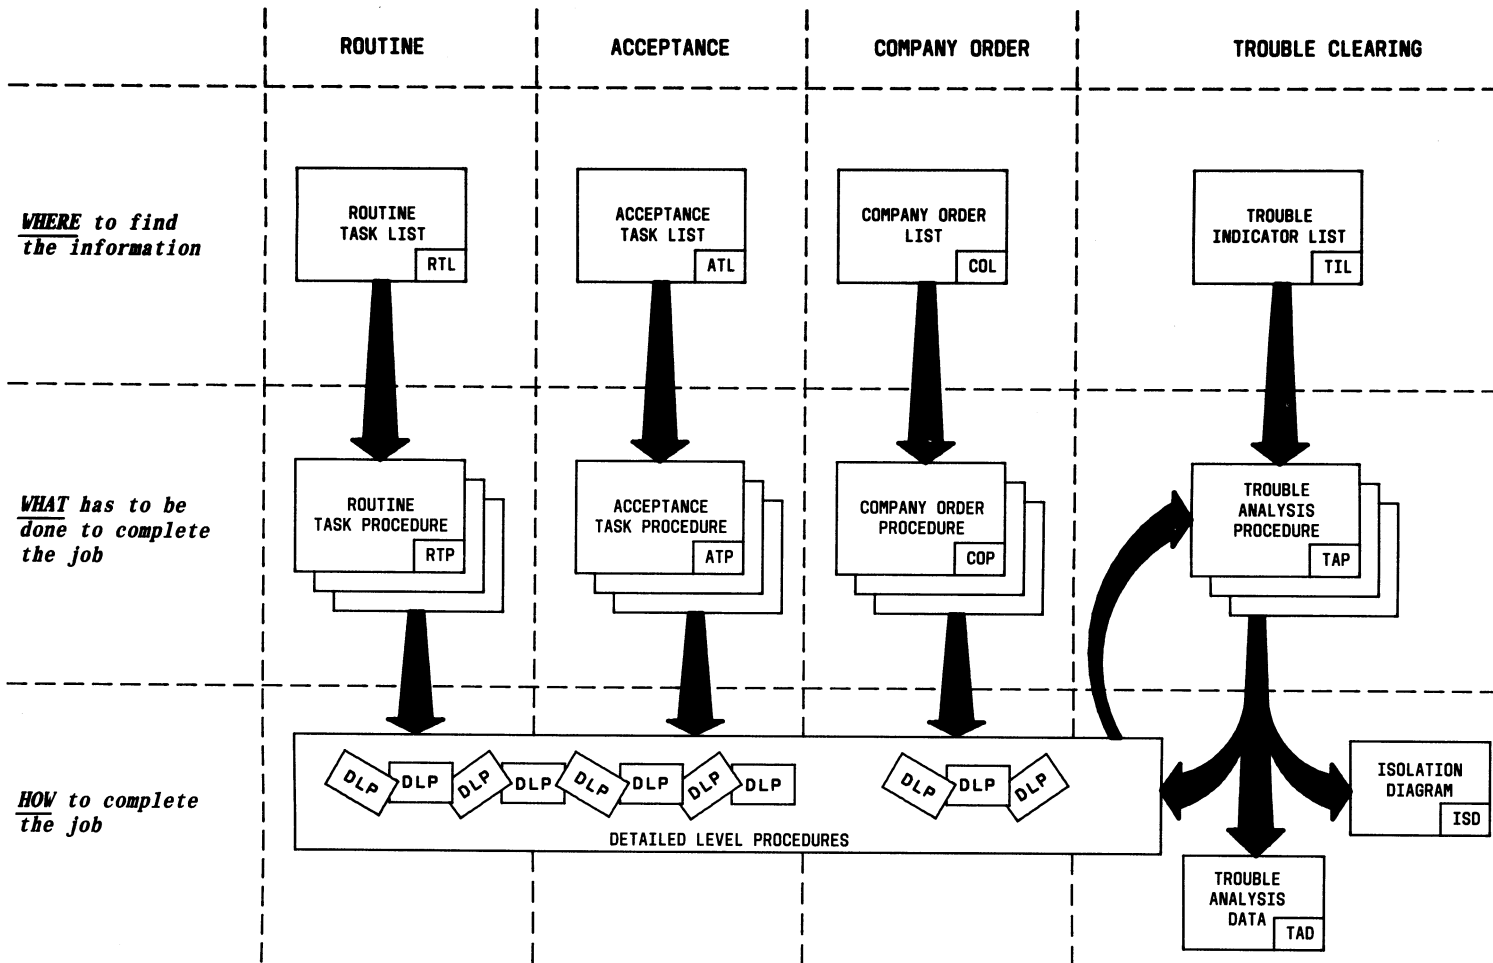 ROUTINE
ACCEPTANCE
COMPANY ORDER
TROUBLE CLEARING
WHERE to find
the information
ROUTINE
TASK LIST
RTL
ACCEPTANCE
TASK LIST
ATL
COMPANY ORDER
LIST
COL
TROUBLE
INDICATOR LIST
TIL
WHAT has to be
done to complete
the job
ROUTINE
TASK PROCEDURE
RTP
ACCEPTANCE
TASK PROCEDURE
ATP
COMPANY ORDER
PROCEDURE
COP
TROUBLE
ANALYSIS
PROCEDURE
TAP
HOW to complete
the job
DLP
DLP
DLP
DLP
DLP
DLP
DLP
DLP
DLP
DLP
DLP
DETAILED LEVEL PROCEDURES
ISOLATION
DIAGRAM
ISD
TROUBLE
ANALYSIS
DATA
TAD